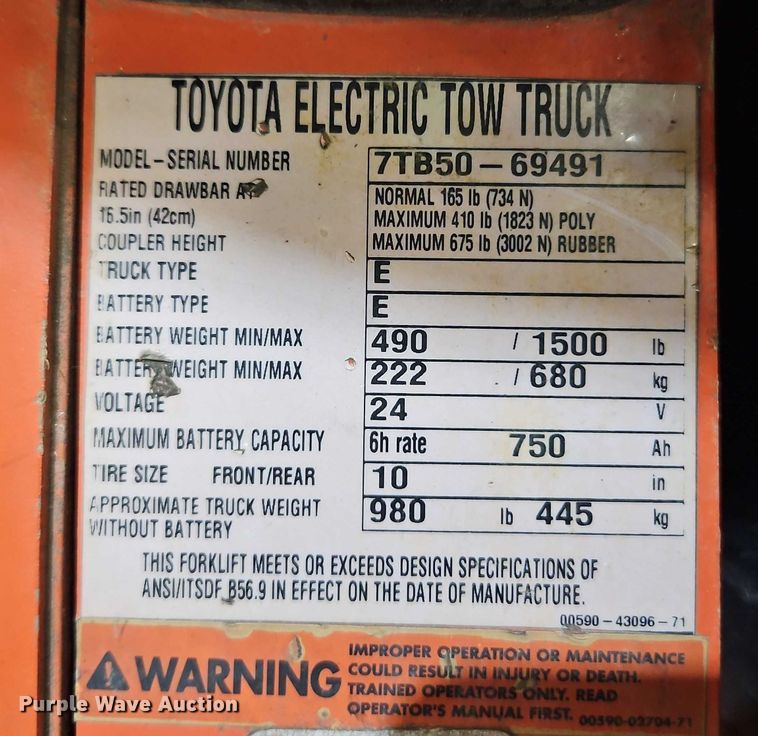 TOYOTA ELECTRIC TOW TRUCK
MODEL-SERIAL NUMBER 7TB50-69491
RATED DRAWBAR AT NORMAL 165 lb (734 N)
16.5in (42cm) MAXIMUM 410 lb (1823 N) POLY
COUPLER HEIGHT MAXIMUM 675 lb (3002 N) RUBBER
TRUCK TYPE E
BATTERY TYPE E
BATTERY WEIGHT MIN/MAX 490 / 1500 lb
BATTERY WEIGHT MIN/MAX 222 / 680 kg
VOLTAGE 24 V
MAXIMUM BATTERY CAPACITY 6h rate 750 Ah
TIRE SIZE FRONT/REAR 10 in
APPROXIMATE TRUCK WEIGHT 980 lb 445 kg
WITHOUT BATTERY
THIS FORKLIFT MEETS OR EXCEEDS DESIGN SPECIFICATIONS OF
ANSI/ITSDF B56.9 IN EFFECT ON THE DATE OF MANUFACTURE.
00590-43096-71
WARNING
IMPROPER OPERATION OR MAINTENANCE
COULD RESULT IN INJURY OR DEATH.
TRAINED OPERATORS ONLY. READ
OPERATOR'S MANUAL FIRST. 00590-02704-71
Purple Wave Auction